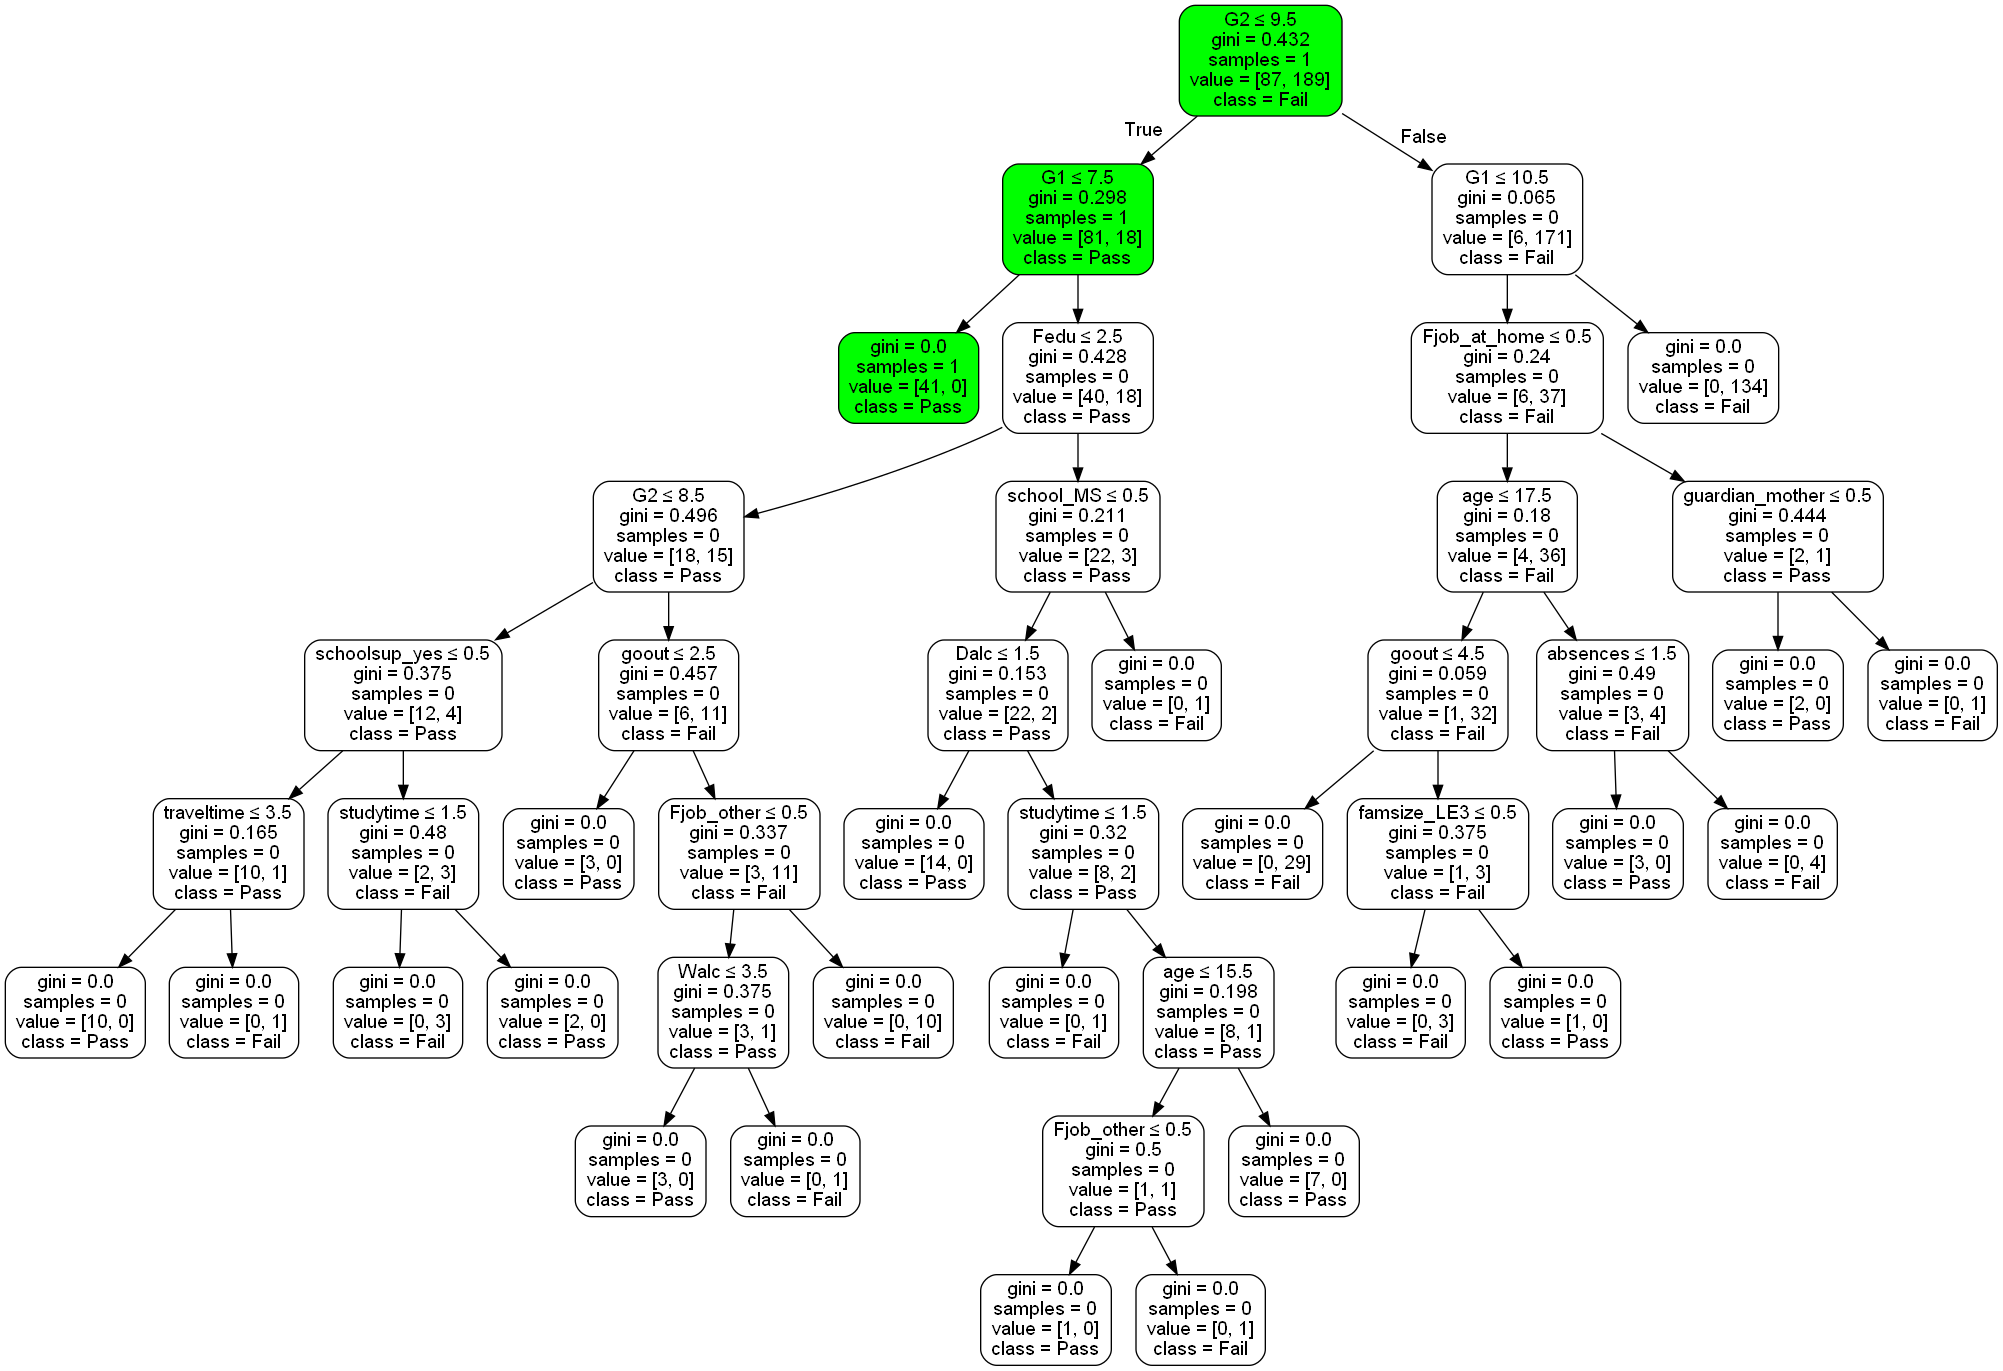 G2 ≤ 9.5
gini = 0.432
samples = 1
value = [87, 189]
class = Fail
True
False
G1 ≤ 7.5
gini = 0.298
samples = 1
value = [81, 18]
class = Pass
G1 ≤ 10.5
gini = 0.065
samples = 0
value = [6, 171]
class = Fail
gini = 0.0
samples = 1
value = [41, 0]
class = Pass
Fedu ≤ 2.5
gini = 0.428
samples = 0
value = [40, 18]
class = Pass
Fjob_at_home ≤ 0.5
gini = 0.24
samples = 0
value = [6, 37]
class = Fail
gini = 0.0
samples = 0
value = [0, 134]
class = Fail
G2 ≤ 8.5
gini = 0.496
samples = 0
value = [18, 15]
class = Pass
school_MS ≤ 0.5
gini = 0.211
samples = 0
value = [22, 3]
class = Pass
age ≤ 17.5
gini = 0.18
samples = 0
value = [4, 36]
class = Fail
guardian_mother ≤ 0.5
gini = 0.444
samples = 0
value = [2, 1]
class = Pass
schoolsup_yes ≤ 0.5
gini = 0.375
samples = 0
value = [12, 4]
class = Pass
goout ≤ 2.5
gini = 0.457
samples = 0
value = [6, 11]
class = Fail
Dalc ≤ 1.5
gini = 0.153
samples = 0
value = [22, 2]
class = Pass
gini = 0.0
samples = 0
value = [0, 1]
class = Fail
goout ≤ 4.5
gini = 0.059
samples = 0
value = [1, 32]
class = Fail
absences ≤ 1.5
gini = 0.49
samples = 0
value = [3, 4]
class = Fail
gini = 0.0
samples = 0
value = [2, 0]
class = Pass
gini = 0.0
samples = 0
value = [0, 1]
class = Fail
traveltime ≤ 3.5
gini = 0.165
samples = 0
value = [10, 1]
class = Pass
studytime ≤ 1.5
gini = 0.48
samples = 0
value = [2, 3]
class = Fail
gini = 0.0
samples = 0
value = [3, 0]
class = Pass
Fjob_other ≤ 0.5
gini = 0.337
samples = 0
value = [3, 11]
class = Fail
gini = 0.0
samples = 0
value = [14, 0]
class = Pass
studytime ≤ 1.5
gini = 0.32
samples = 0
value = [8, 2]
class = Pass
gini = 0.0
samples = 0
value = [0, 29]
class = Fail
famsize_LE3 ≤ 0.5
gini = 0.375
samples = 0
value = [1, 3]
class = Fail
gini = 0.0
samples = 0
value = [3, 0]
class = Pass
gini = 0.0
samples = 0
value = [0, 4]
class = Fail
gini = 0.0
samples = 0
value = [10, 0]
class = Pass
gini = 0.0
samples = 0
value = [0, 1]
class = Fail
gini = 0.0
samples = 0
value = [0, 3]
class = Fail
gini = 0.0
samples = 0
value = [2, 0]
class = Pass
Walc ≤ 3.5
gini = 0.375
samples = 0
value = [3, 1]
class = Pass
gini = 0.0
samples = 0
value = [0, 10]
class = Fail
gini = 0.0
samples = 0
value = [0, 1]
class = Fail
age ≤ 15.5
gini = 0.198
samples = 0
value = [8, 1]
class = Pass
gini = 0.0
samples = 0
value = [0, 3]
class = Fail
gini = 0.0
samples = 0
value = [1, 0]
class = Pass
gini = 0.0
samples = 0
value = [3, 0]
class = Pass
gini = 0.0
samples = 0
value = [0, 1]
class = Fail
Fjob_other ≤ 0.5
gini = 0.5
samples = 0
value = [1, 1]
class = Pass
gini = 0.0
samples = 0
value = [7, 0]
class = Pass
gini = 0.0
samples = 0
value = [1, 0]
class = Pass
gini = 0.0
samples = 0
value = [0, 1]
class = Fail